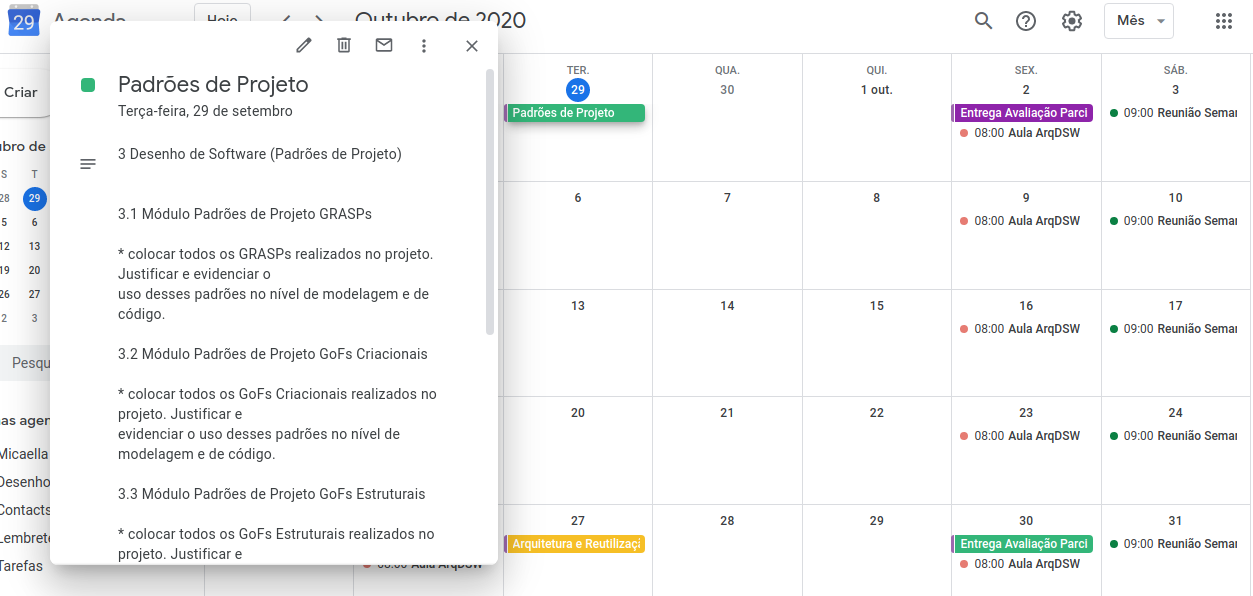 29 Agenda
Hoje
Outubro de 2020
Mês
Criar
Padrões de Projeto
Terça-feira, 29 de setembro
3 Desenho de Software (Padrões de Projeto)
3.1 Módulo Padrões de Projeto GRASPs
* colocar todos os GRASPs realizados no projeto.
Justificar e evidenciar o
uso desses padrões no nível de modelagem e de
código.
3.2 Módulo Padrões de Projeto GoFs Criacionais
* colocar todos os GoFs Criacionais realizados no
projeto. Justificar e
evidenciar o uso desses padrões no nível de
modelagem e de código.
3.3 Módulo Padrões de Projeto GoFs Estruturais
* colocar todos os GoFs Estruturais realizados no
projeto. Justificar e
bro de
S T
28 29
5 6
12 13
19 20
26 27
2 3
Pesqu
as agen
Micaella
Desenho
Contacts
Lembrete
Tarefas
TER. QUA. QUI. SEX. SÁB.
29 30 1 out. 2 3
Padrões de Projeto
Entrega Avaliação Parci
09:00 Reunião Semar
08:00 Aula ArqDSW
6 7 8 9 10
08:00 Aula ArqDSW
09:00 Reunião Semar
13 14 15 16 17
08:00 Aula ArqDSW
09:00 Reunião Semar
20 21 22 23 24
08:00 Aula ArqDSW
09:00 Reunião Semar
27 28 29 30 31
Arquitetura e Reutilizaçã
Entrega Avaliação Parci
09:00 Reunião Semar
08:00 Aula ArqDSW
08:00 Aula ArqDSW